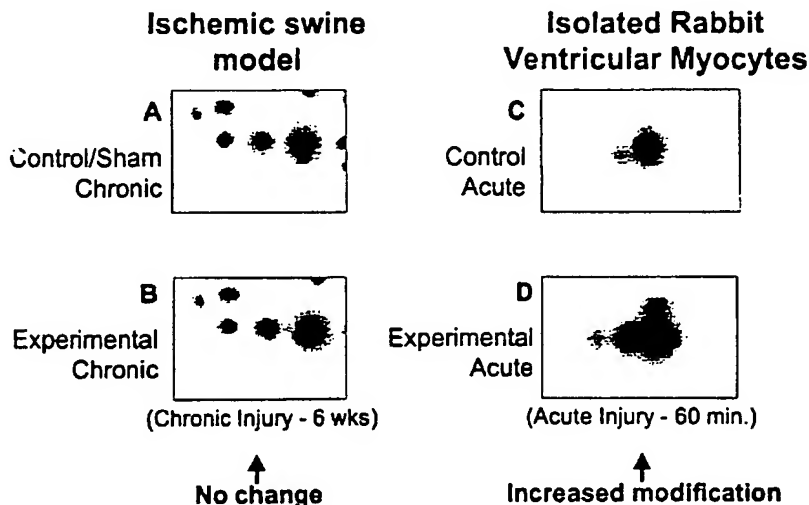 Ischemic swine
model
Isolated Rabbit
Ventricular Myocytes
A
Control/Sham
Chronic
C
Control
Acute
B
Experimental
Chronic
D
Experimental
Acute
(Chronic Injury - 6 wks)
(Acute Injury - 60 min.)
No change
Increased modification